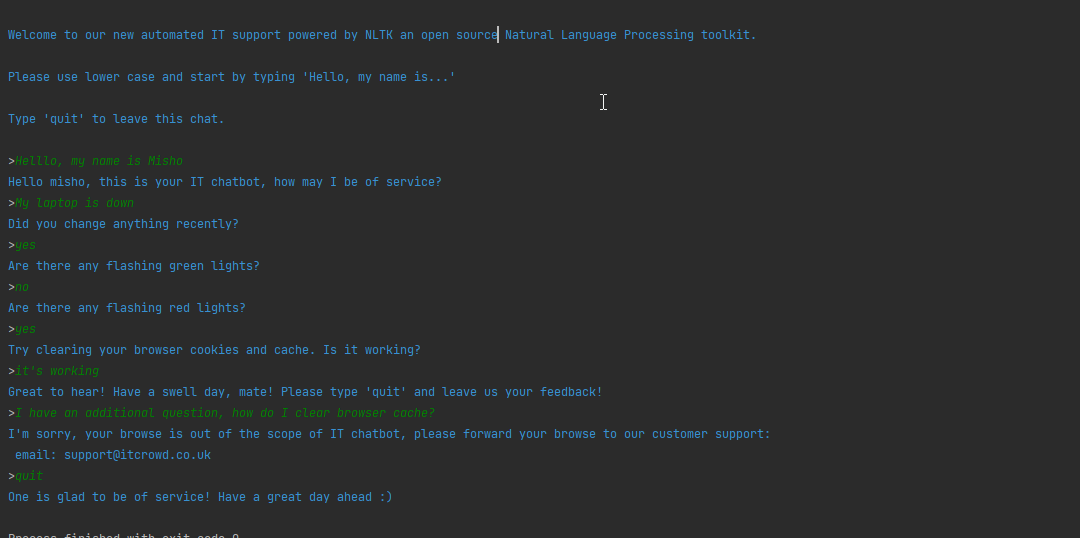 Welcome to our new automated IT support powered by NLTK an open source Natural Language Processing toolkit.
Please use lower case and start by typing 'Hello, my name is...'
Type 'quit' to leave this chat.
>Helllo, my name is Misho
Hello misho, this is your IT chatbot, how may I be of service?
>My laptop is down
Did you change anything recently?
>yes
Are there any flashing green lights?
>no
Are there any flashing red lights?
>yes
Try clearing your browser cookies and cache. Is it working?
>it's working
Great to hear! Have a swell day, mate! Please type 'quit' and leave us your feedback!
>I have an additional question, how do I clear browser cache?
I'm sorry, your browse is out of the scope of IT chatbot, please forward your browse to our customer support:
email: support@itcrowd.co.uk
>quit
One is glad to be of service! Have a great day ahead :)
Process finished with exit code 0